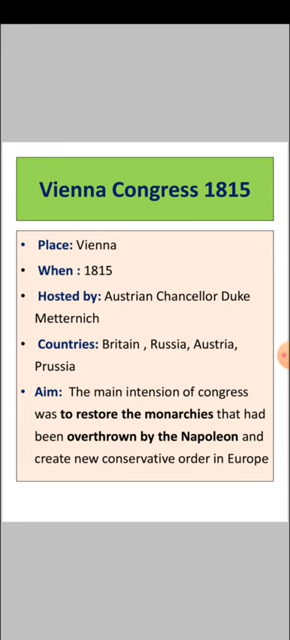 Vienna Congress 1815
• Place: Vienna
• When : 1815
• Hosted by: Austrian Chancellor Duke
Metternich
• Countries: Britain , Russia, Austria,
Prussia
• Aim: The main intension of congress
was to restore the monarchies that had
been overthrown by the Napoleon and
create new conservative order in Europe